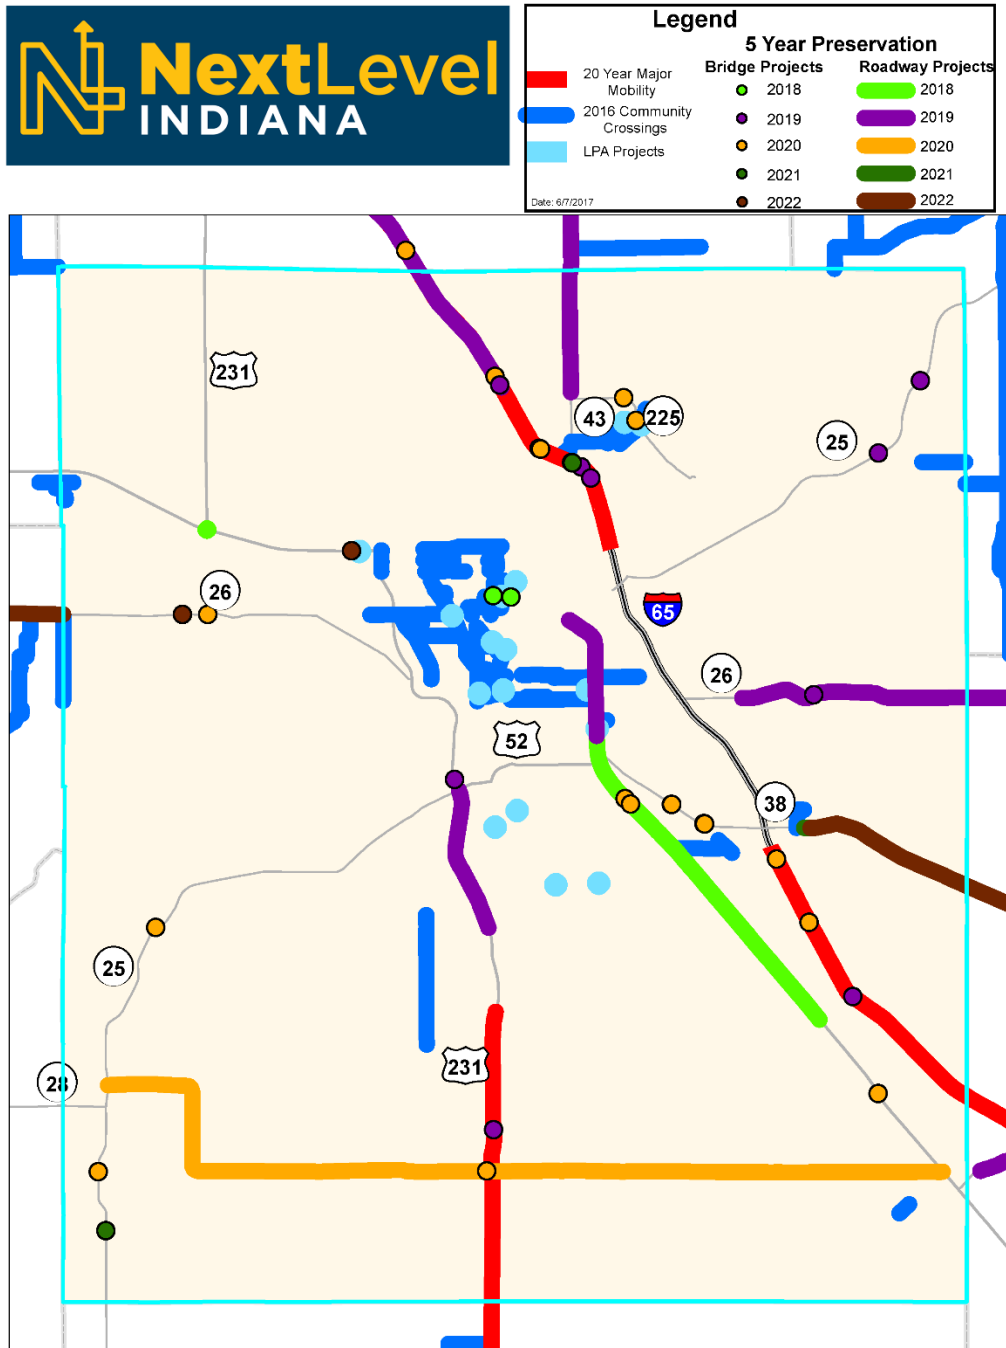 NextLevel
INDIANA
Legend
5 Year Preservation
Bridge Projects
Roadway Projects
20 Year Major
Mobility
2016 Community
Crossings
LPA Projects
2018
2019
2020
2021
2022
2018
2019
2020
2021
2022
Date: 6/7/2017
231
43
225
25
26
65
26
52
38
25
28
231